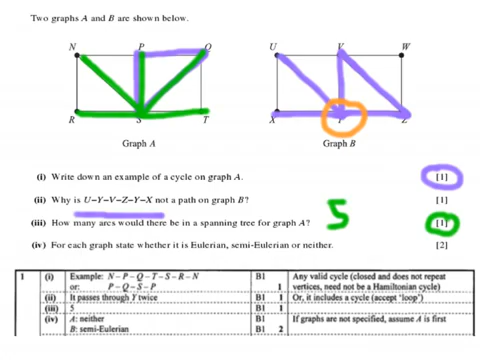 Two graphs A and B are shown below.
N P Q U V W
R S T X Y Z
Graph A Graph B
(i) Write down an example of a cycle on graph A. [1]
(ii) Why is U–Y–V–Z–Y–X not a path on graph B? [1]
(iii) How many arcs would there be in a spanning tree for graph A? 5 [1]
(iv) For each graph state whether it is Eulerian, semi-Eulerian or neither. [2]
1 (i) Example: N – P – Q – T – S – R – N B1 Any valid cycle (closed and does not repeat
or: P – Q – S – P 1 vertices, need not be a Hamiltonian cycle)
(ii) It passes through Y twice B1 1 Or, it includes a cycle (accept 'loop')
(iii) 5 B1 1
(iv) A: neither B1 If graphs are not specified, assume A is first
B: semi-Eulerian B1 2